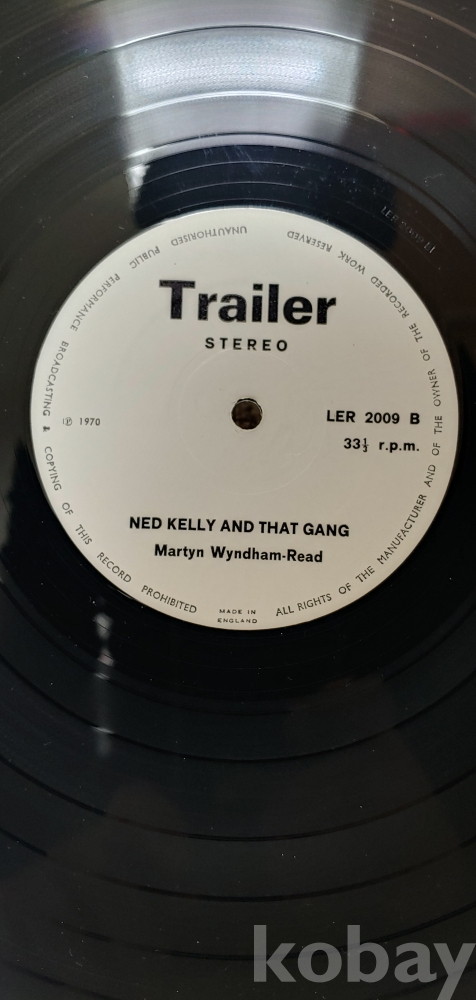 Trailer
STEREO
℗ 1970
LER 2009 B
33⅓ r.p.m.
NED KELLY AND THAT GANG
Martyn Wyndham-Read
MADE IN
ENGLAND
ALL RIGHTS OF THE MANUFACTURER AND OF THE OWNER OF THE RECORDED WORK RESERVED
UNAUTHORISED PUBLIC PERFORMANCE BROADCASTING & COPYING OF THIS RECORD PROHIBITED
kobay